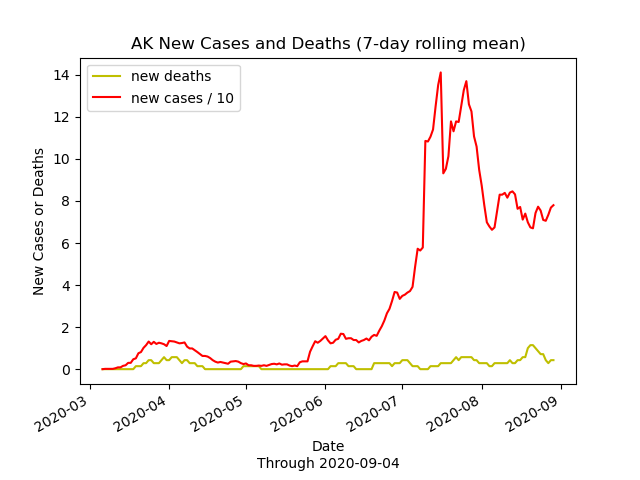 AK New Cases and Deaths (7-day rolling mean)
new deaths
new cases / 10
New Cases or Deaths
14
12
10
8
6
4
2
0
2020-03
2020-04
2020-05
2020-06
2020-07
2020-08
2020-09
Date
Through 2020-09-04